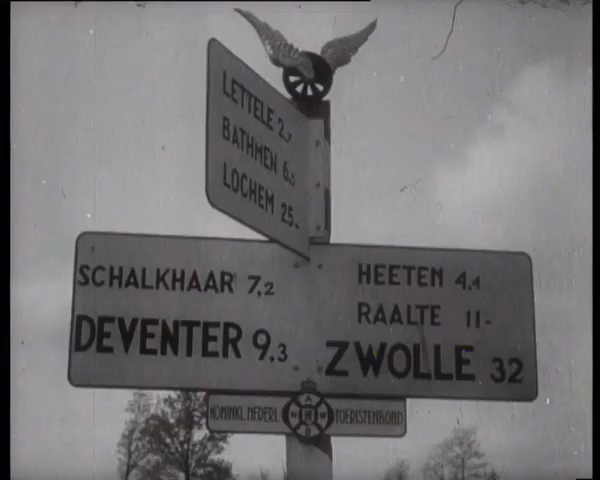 LETTELE 2,7
BATHMEN 6,5
LOCHEM 25-
SCHALKHAAR 7,2
DEVENTER 9,3
HEETEN 4,4
RAALTE 11-
ZWOLLE 32
KONINKL. NEDERL. TOERISTENBOND
A N W B